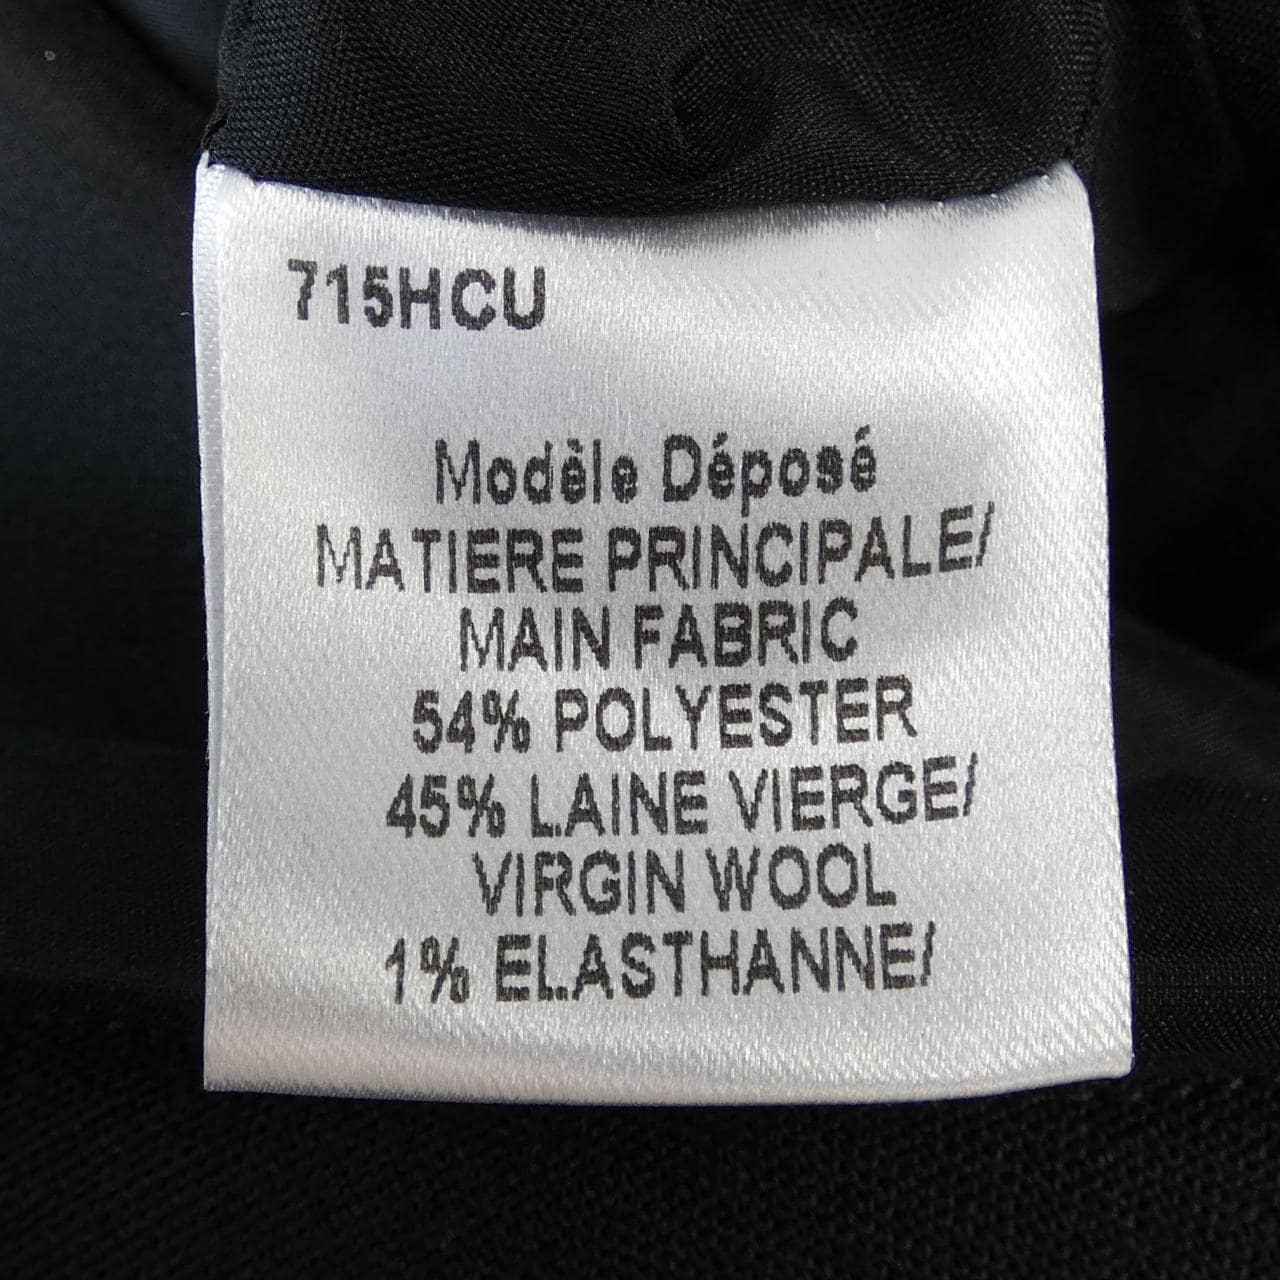 715HCU
Modèle Déposé
MATIERE PRINCIPALE/
MAIN FABRIC
54% POLYESTER
45% LAINE VIERGE/
VIRGIN WOOL
1% ELASTHANNE/